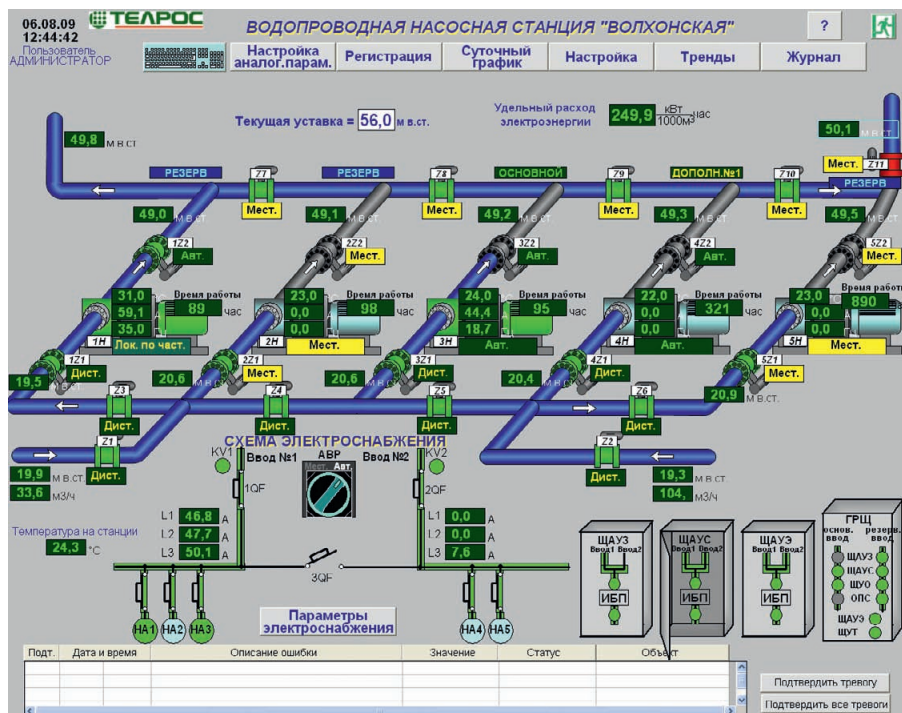 06.08.09
12:44:42
ТЕЛРОС
ВОДОПРОВОДНАЯ НАСОСНАЯ СТАНЦИЯ "ВОЛХОНСКАЯ"
?
Пользователь
АДМИНИСТРАТОР
Настройка
аналог.парам.
Регистрация
Суточный
график
Настройка
Тренды
Журнал
Текущая уставка = 56,0 м в.ст.
Удельный расход
электроэнергии
249,9 кВт час
1000м3
49,8 м в.ст
50,1 м в.ст
РЕЗЕРВ
Z7
РЕЗЕРВ
Z8
ОСНОВНОЙ
Z9
ДОПОЛН.№1
Z10
Мест. Z11
РЕЗЕРВ
Мест.
Мест.
Мест.
Мест.
49,0 м в.ст
49,1 м в.ст
49,2 м в.ст
49,3 м в.ст
49,5 м в.ст
1Z2
Авт.
2Z2
Мест.
3Z2
Авт.
4Z2
Авт.
5Z2
Мест.
31,0
59,1
35,0
Время работы
89 час
1Н
Лок. по част.
23,0
0,0
0,0
Время работы
98 час
2Н
Мест.
24,0
44,4
18,7
Время работы
95 час
3Н
Авт.
22,0
0,0
0,0
Время работы
321 час
4Н
Авт.
23,0
0,0
0,0
Время работы
890
час
5Н
Мест.
1Z1
Дист.
2Z1
Мест.
3Z1
Дист.
4Z1
Дист.
5Z1
Мест.
19,5 м в.ст
20,6 м в.ст
20,6 м в.ст
20,4 м в.ст
20,9 м в.ст
Z3
Дист.
Z4
Дист.
Z5
Дист.
Z6
Дист.
Z1
Дист.
Z2
Дист.
19,9 м в.ст
33,6 м3/ч
19,3 м в.ст
104, м3/ч
СХЕМА ЭЛЕКТРОСНАБЖЕНИЯ
KV1
Ввод №1
АВР
Мест. Авт.
Ввод №2
KV2
1QF
2QF
L1 46,8 А
L2 47,7 А
L3 50,1 А
L1 0,0 А
L2 0,0 А
L3 7,6 А
3QF
Температура на станции
24,3 °С
НА1
НА2
НА3
НА4
НА5
Параметры
электроснабжения
ЩАУЗ
Ввод1 Ввод2
ИБП
ЩАУС
Ввод1 Ввод2
ИБП
ЩАУЭ
Ввод1 Ввод2
ИБП
ГРЩ
основ. резерв.
ввод ввод
ЩАУЗ
ЩАУС
ЩУО
ОПС
ЩАУЭ
ЩУТ
Подт. Дата и время Описание ошибки Значение Статус Объект
Подтвердить тревогу
Подтвердить все тревоги